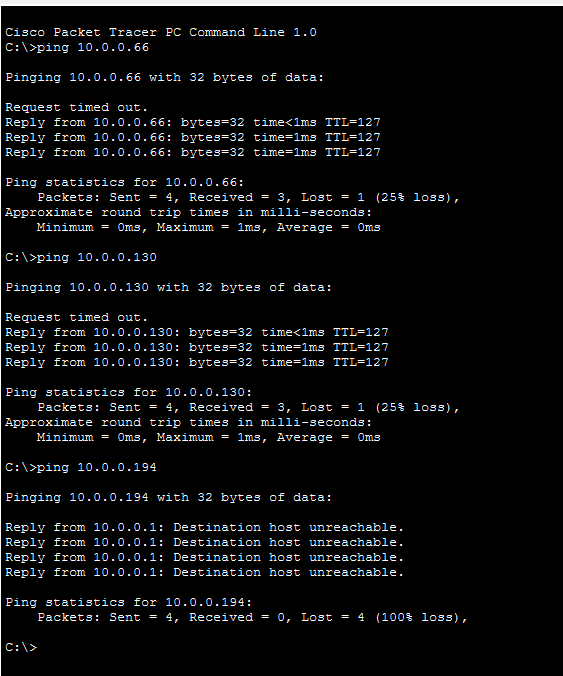 Cisco Packet Tracer PC Command Line 1.0
C:\>ping 10.0.0.66
Pinging 10.0.0.66 with 32 bytes of data:
Request timed out.
Reply from 10.0.0.66: bytes=32 time<1ms TTL=127
Reply from 10.0.0.66: bytes=32 time=1ms TTL=127
Reply from 10.0.0.66: bytes=32 time=1ms TTL=127
Ping statistics for 10.0.0.66:
    Packets: Sent = 4, Received = 3, Lost = 1 (25% loss),
Approximate round trip times in milli-seconds:
    Minimum = 0ms, Maximum = 1ms, Average = 0ms
C:\>ping 10.0.0.130
Pinging 10.0.0.130 with 32 bytes of data:
Request timed out.
Reply from 10.0.0.130: bytes=32 time<1ms TTL=127
Reply from 10.0.0.130: bytes=32 time=1ms TTL=127
Reply from 10.0.0.130: bytes=32 time=1ms TTL=127
Ping statistics for 10.0.0.130:
    Packets: Sent = 4, Received = 3, Lost = 1 (25% loss),
Approximate round trip times in milli-seconds:
    Minimum = 0ms, Maximum = 1ms, Average = 0ms
C:\>ping 10.0.0.194
Pinging 10.0.0.194 with 32 bytes of data:
Reply from 10.0.0.1: Destination host unreachable.
Reply from 10.0.0.1: Destination host unreachable.
Reply from 10.0.0.1: Destination host unreachable.
Reply from 10.0.0.1: Destination host unreachable.
Ping statistics for 10.0.0.194:
    Packets: Sent = 4, Received = 0, Lost = 4 (100% loss),
C:\>